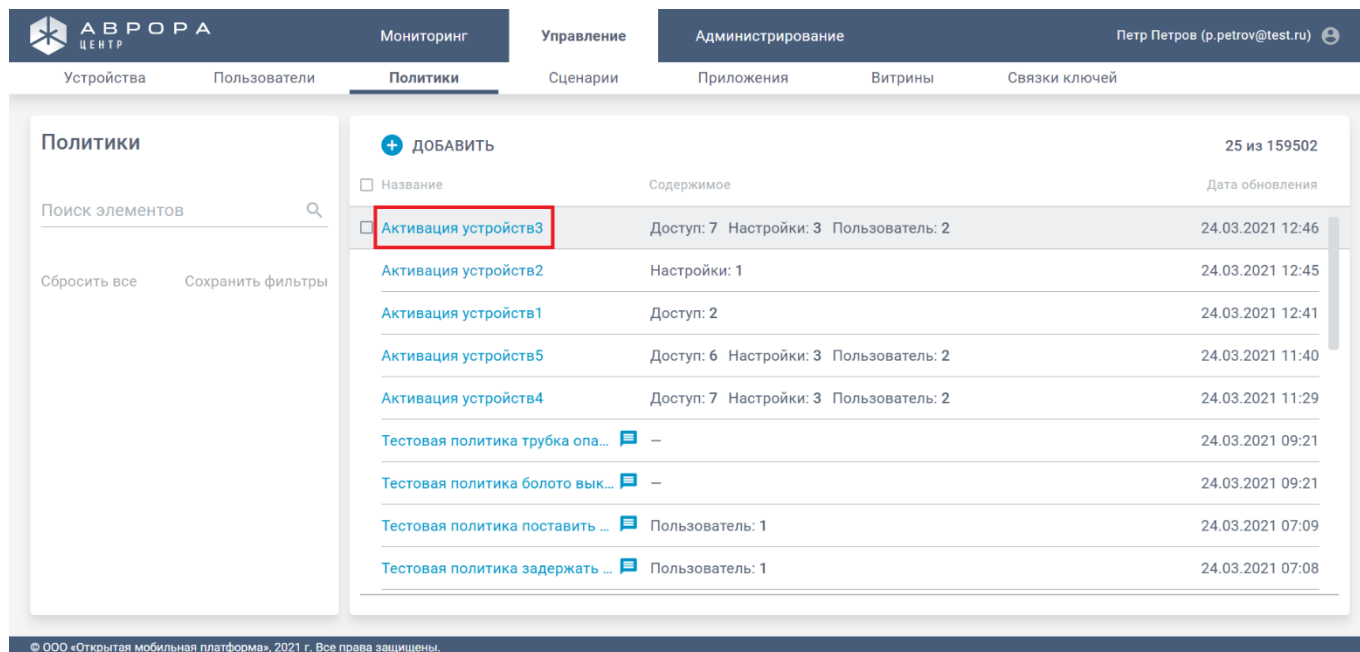 АВРОРА
ЦЕНТР
Мониторинг Управление Администрирование Петр Петров (p.petrov@test.ru)
Устройства Пользователи Политики Сценарии Приложения Витрины Связки ключей
Политики
Поиск элементов
Сбросить все Сохранить фильтры
ДОБАВИТЬ 25 из 159502
Название Содержимое Дата обновления
Активация устройств3 Доступ: 7 Настройки: 3 Пользователь: 2 24.03.2021 12:46
Активация устройств2 Настройки: 1 24.03.2021 12:45
Активация устройств1 Доступ: 2 24.03.2021 12:41
Активация устройств5 Доступ: 6 Настройки: 3 Пользователь: 2 24.03.2021 11:40
Активация устройств4 Доступ: 7 Настройки: 3 Пользователь: 2 24.03.2021 11:29
Тестовая политика трубка опа... – 24.03.2021 09:21
Тестовая политика болото вык... – 24.03.2021 09:21
Тестовая политика поставить ... Пользователь: 1 24.03.2021 07:09
Тестовая политика задержать ... Пользователь: 1 24.03.2021 07:08
© ООО «Открытая мобильная платформа», 2021 г. Все права защищены.